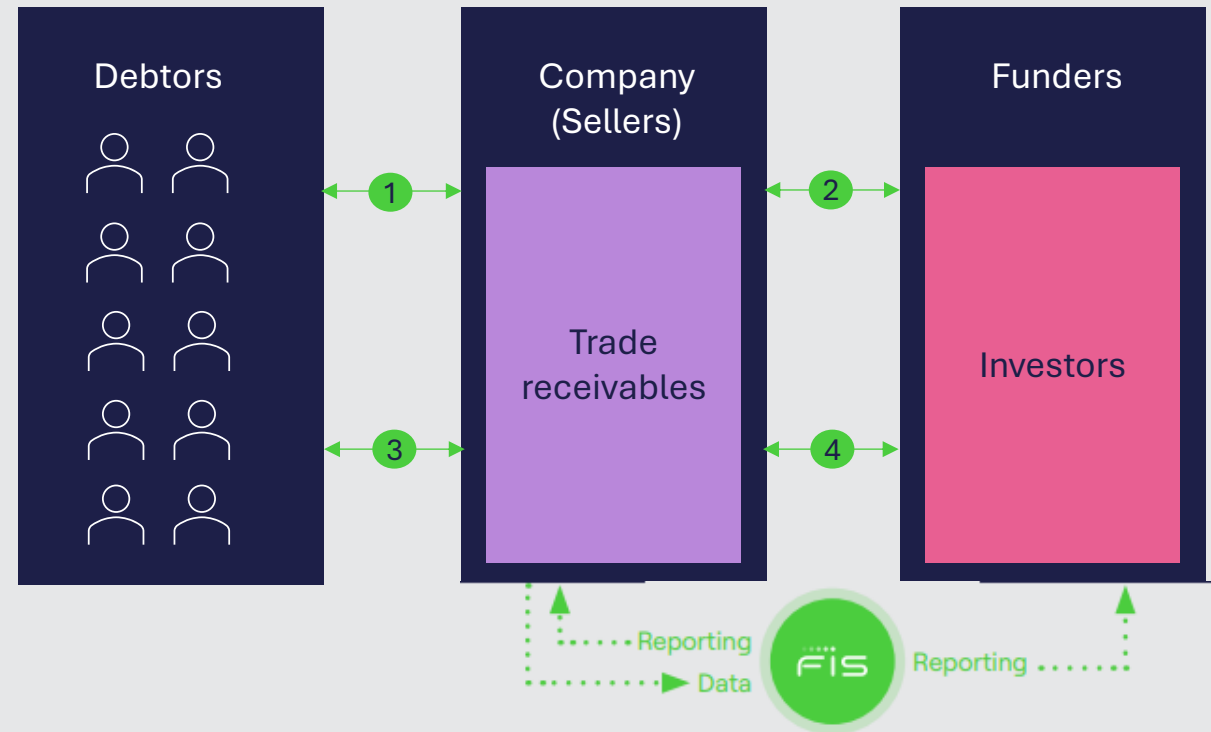 Debtors
Company
(Sellers)
Funders
1
2
Trade
receivables
Investors
3
4
Reporting
Data
FIS
Reporting